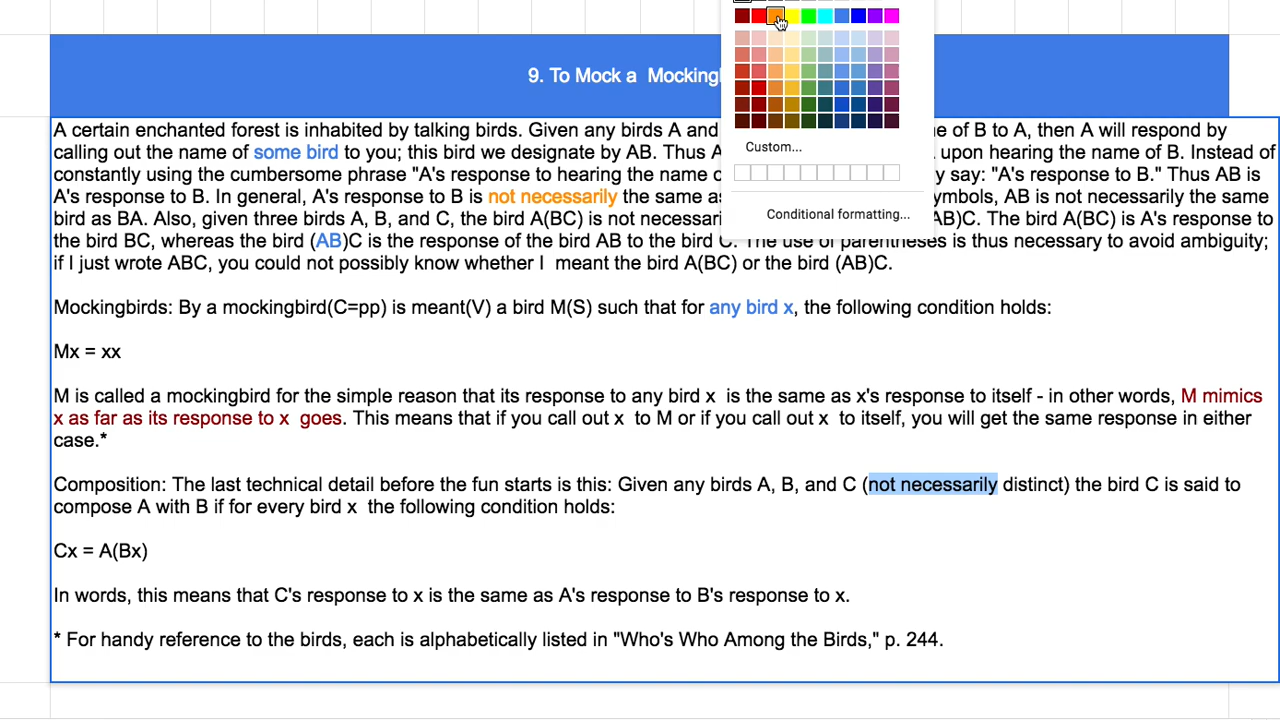 9. To Mock a Mockingb
A certain enchanted forest is inhabited by talking birds. Given any birds A and
e of B to A, then A will respond by
calling out the name of some bird to you; this bird we designate by AB. Thus A
upon hearing the name of B. Instead of
constantly using the cumbersome phrase "A's response to hearing the name o
y say: "A's response to B." Thus AB is
A's response to B. In general, A's response to B is not necessarily the same as
symbols, AB is not necessarily the same
bird as BA. Also, given three birds A, B, and C, the bird A(BC) is not necessari
AB)C. The bird A(BC) is A's response to
the bird BC, whereas the bird (AB)C is the response of the bird AB to the bird C. The use of parentheses is thus necessary to avoid ambiguity;
if I just wrote ABC, you could not possibly know whether I meant the bird A(BC) or the bird (AB)C.
Custom...
Conditional formatting...
Mockingbirds: By a mockingbird(C=pp) is meant(V) a bird M(S) such that for any bird x, the following condition holds:
Mx = xx
M is called a mockingbird for the simple reason that its response to any bird x is the same as x's response to itself - in other words, M mimics
x as far as its response to x goes. This means that if you call out x to M or if you call out x to itself, you will get the same response in either
case.*
Composition: The last technical detail before the fun starts is this: Given any birds A, B, and C (not necessarily distinct) the bird C is said to
compose A with B if for every bird x the following condition holds:
Cx = A(Bx)
In words, this means that C's response to x is the same as A's response to B's response to x.
* For handy reference to the birds, each is alphabetically listed in "Who's Who Among the Birds," p. 244.